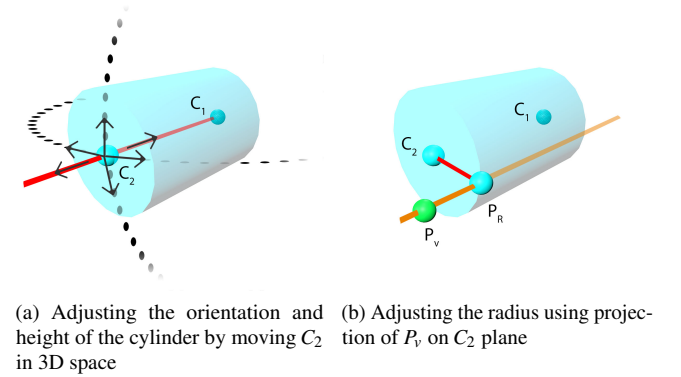 C1
C2
C1
C2
PR
Pv
(a) Adjusting the orientation and
height of the cylinder by moving C2
in 3D space
(b) Adjusting the radius using projec-
tion of Pv on C2 plane